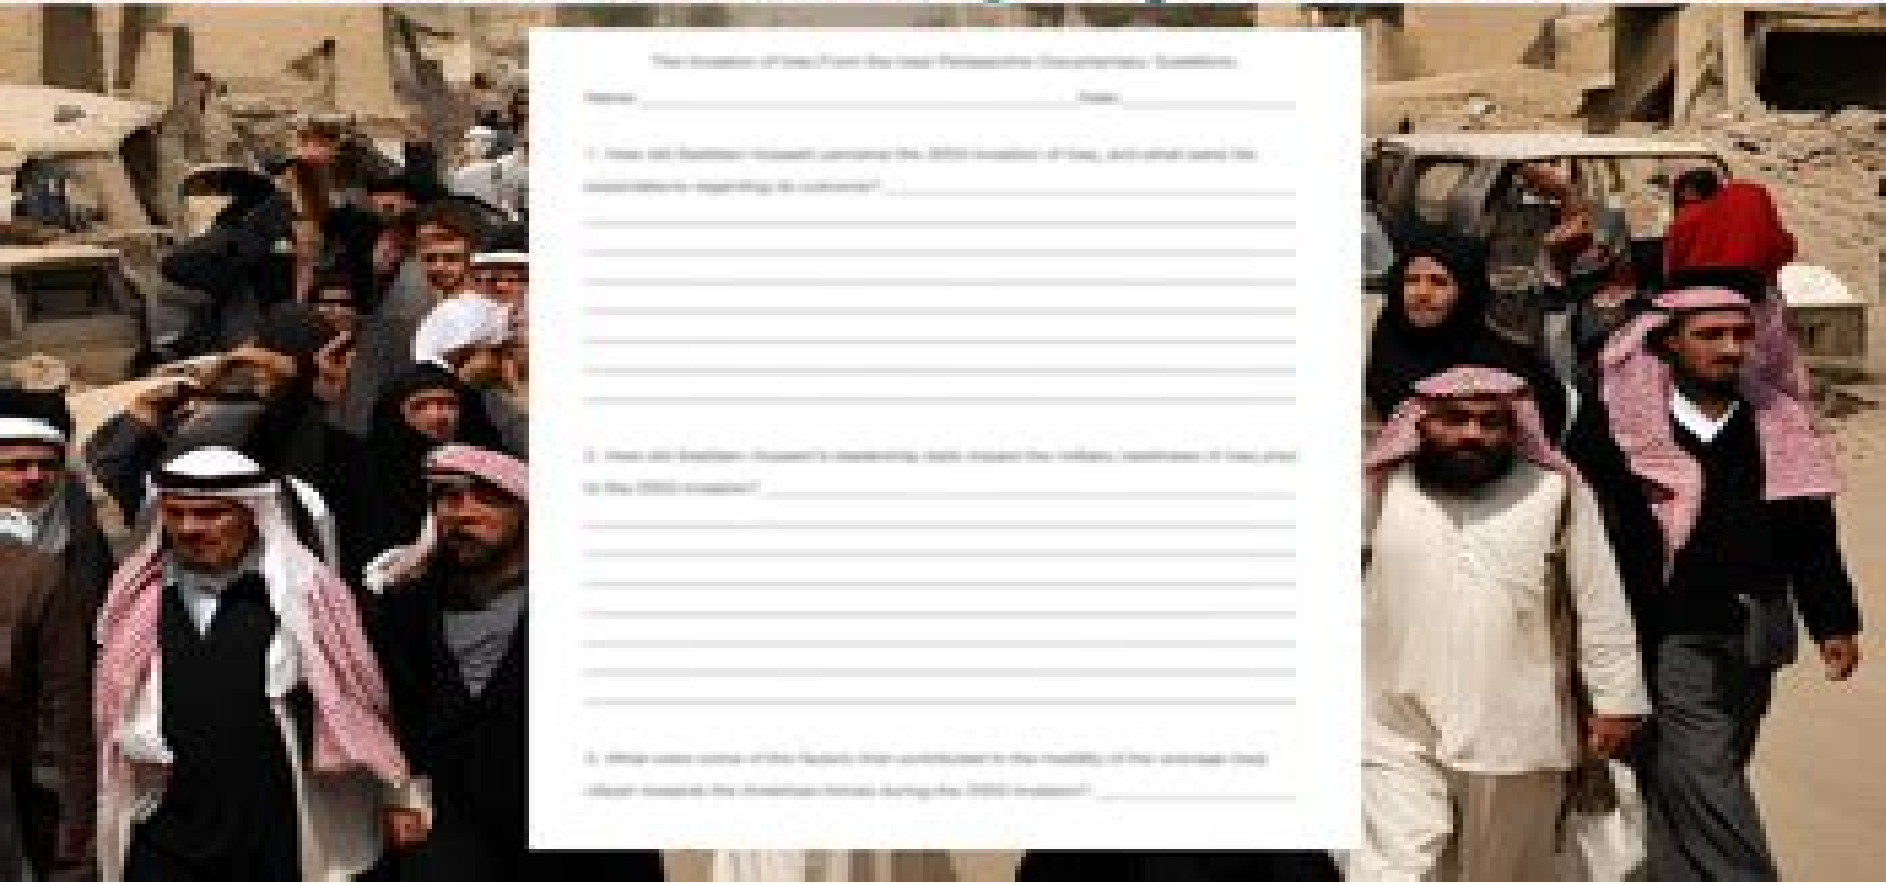 The Invasion of Iraq From the Iraqi Perspective Documentary Questions
Name: Date:
1. How did Saddam Hussein perceive the 2003 invasion of Iraq, and what were his
expectations regarding its outcome?
2. How did Saddam Hussein's leadership style impact the military readiness of Iraq prior
to the 2003 invasion?
3. What were some of the factors that contributed to the hostility of the average Iraqi
citizen towards the American forces during the 2003 invasion?